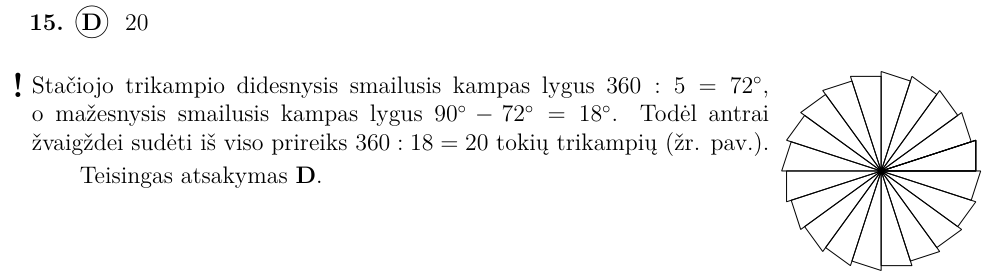 15. D 20
! Stačiojo trikampio didesnysis smailusis kampas lygus 360 : 5 = 72°,
o mažesnysis smailusis kampas lygus 90° − 72° = 18°. Todėl antrai
žvaigždei sudėti iš viso prireiks 360 : 18 = 20 tokių trikampių (žr. pav.).
Teisingas atsakymas D.